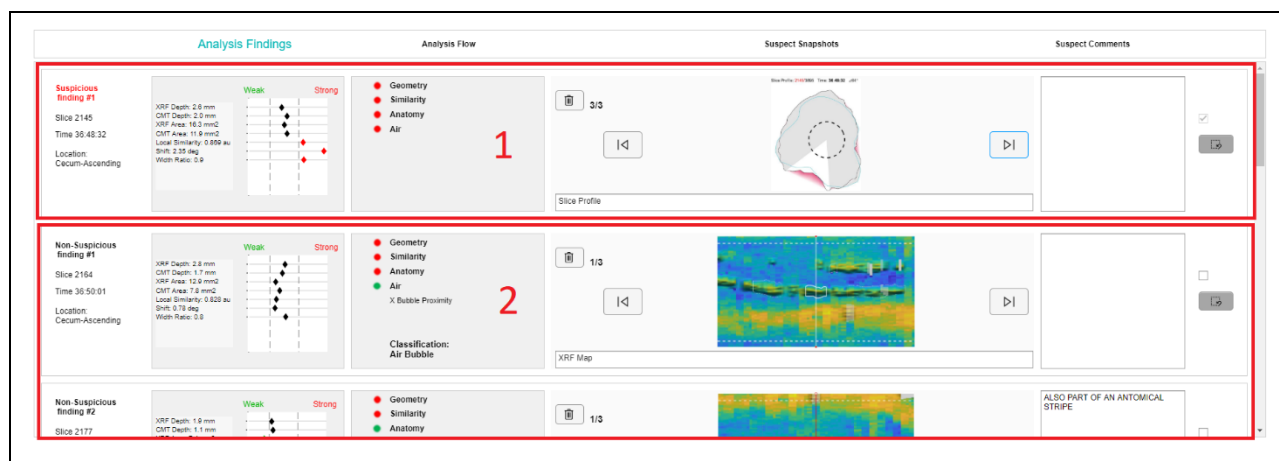 Analysis Findings
Analysis Flow
Suspect Snapshots
Suspect Comments
Suspicious
finding #1
Slice 2145
Time 36:48:32
Location:
Cecum-Ascending
Weak
Strong
XRF Depth: 2.6 mm
CMT Depth: 2.0 mm
XRF Area: 16.3 mm2
CMT Area: 11.9 mm2
Local Similarity: 0.859 au
Shift: 2.35 deg
Width Ratio: 0.9
Geometry
Similarity
Anatomy
Air
1
3/3
Slice Profile
Non-Suspicious
finding #1
Slice 2164
Time 36:50:01
Location:
Cecum-Ascending
Weak
Strong
XRF Depth: 2.8 mm
CMT Depth: 1.7 mm
XRF Area: 12.9 mm2
CMT Area: 7.8 mm2
Local Similarity: 0.828 au
Shift: 0.78 deg
Width Ratio: 0.8
Geometry
Similarity
Anatomy
Air
X Bubble Proximity
Classification:
Air Bubble
2
1/3
XRF Map
Non-Suspicious
finding #2
Slice 2177
Weak
Strong
XRF Depth: 1.9 mm
CMT Depth: 1.1 mm
Geometry
Similarity
Anatomy
1/3
ALSO PART OF AN ANTOMICAL
STRIPE